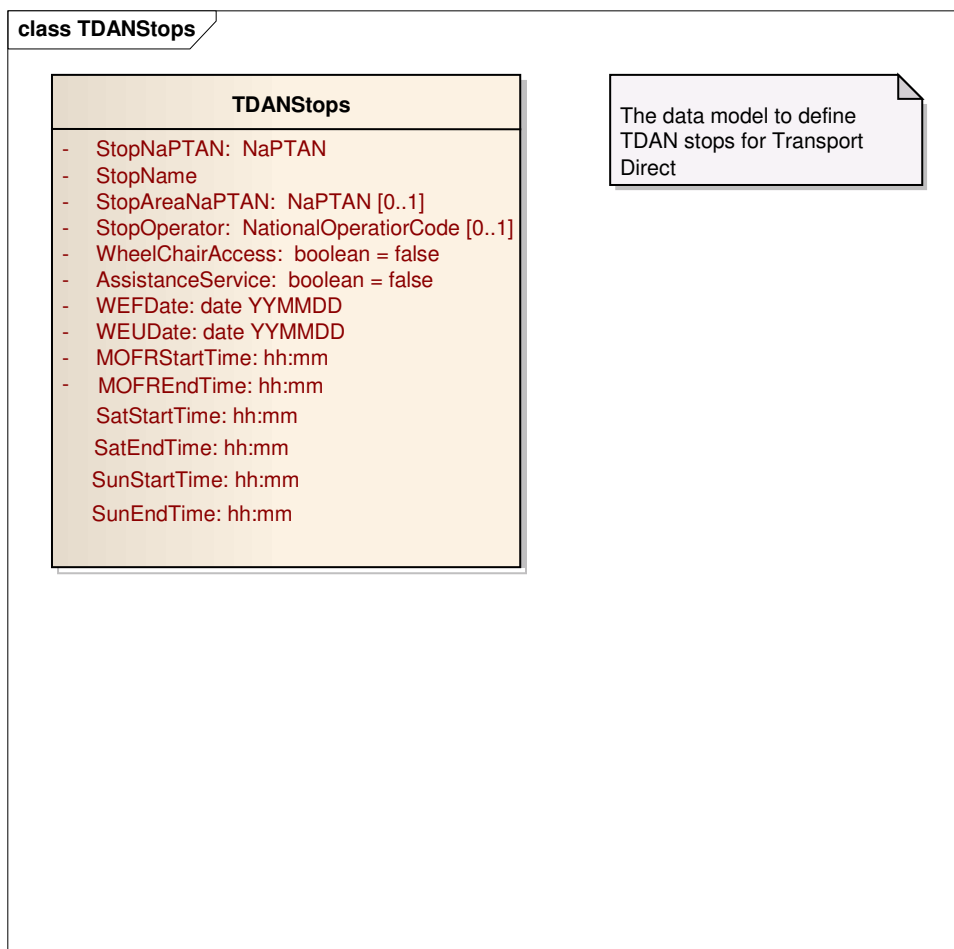 class TDANStops
TDANStops
- StopNaPTAN: NaPTAN
- StopName
- StopAreaNaPTAN: NaPTAN [0..1]
- StopOperator: NationalOperatiorCode [0..1]
- WheelChairAccess: boolean = false
- AssistanceService: boolean = false
- WEFDate: date YYMMDD
- WEUDate: date YYMMDD
- MOFRStartTime: hh:mm
- MOFREndTime: hh:mm
SatStartTime: hh:mm
SatEndTime: hh:mm
SunStartTime: hh:mm
SunEndTime: hh:mm
The data model to define
TDAN stops for Transport
Direct